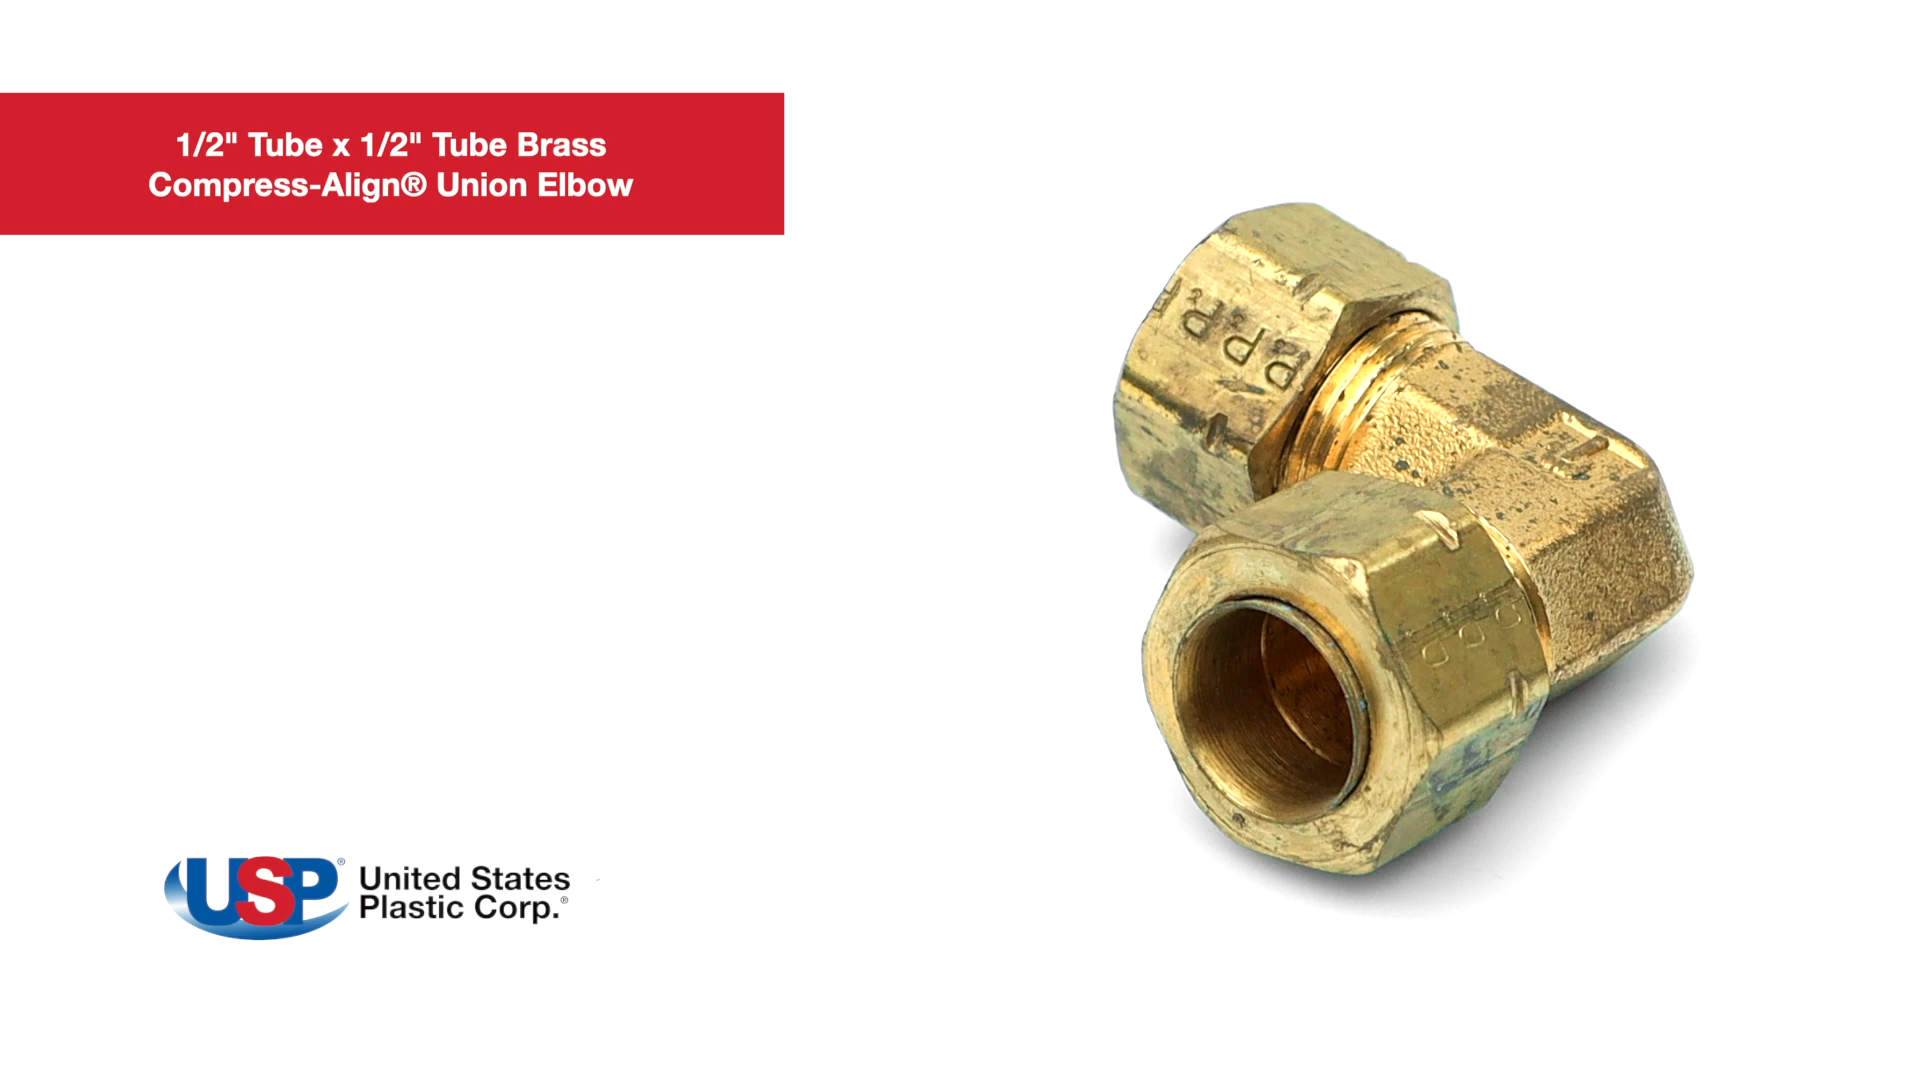 1/2" Tube x 1/2" Tube Brass
Compress-Align® Union Elbow
USP® United States
Plastic Corp.®